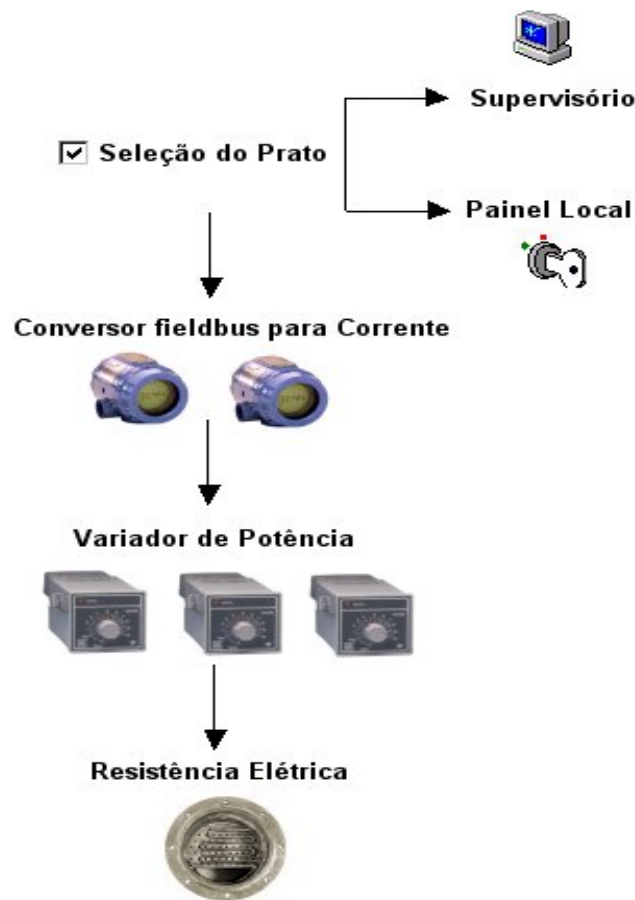 Supervisório
Seleção do Prato
Painel Local
Conversor fieldbus para Corrente
Variador de Potência
Resistência Elétrica